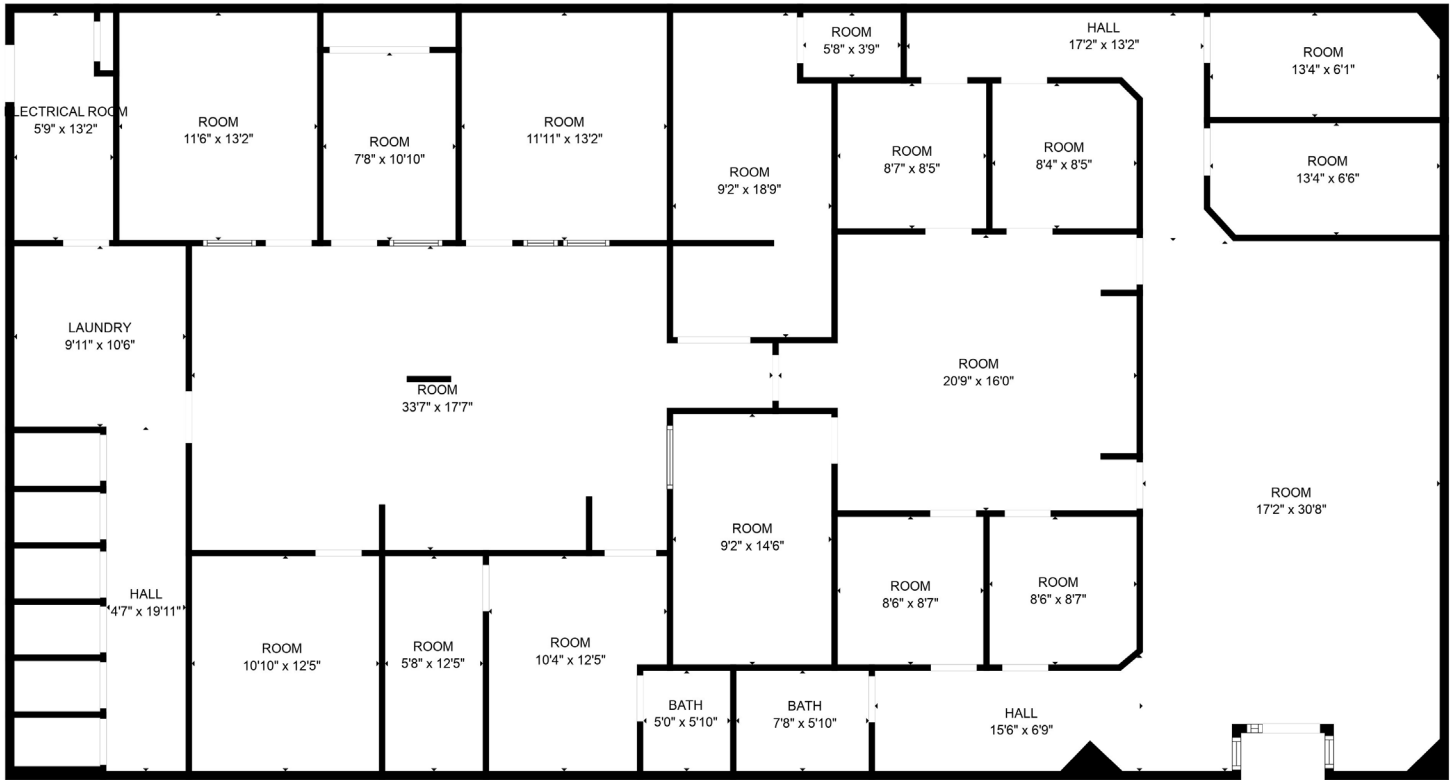 ROOM
5'8" x 3'9"
HALL
17'2" x 13'2"
ROOM
13'4" x 6'1"
ELECTRICAL ROOM
5'9" x 13'2"
ROOM
11'6" x 13'2"
ROOM
7'8" x 10'10"
ROOM
11'11" x 13'2"
ROOM
9'2" x 18'9"
ROOM
8'7" x 8'5"
ROOM
8'4" x 8'5"
ROOM
13'4" x 6'6"
LAUNDRY
9'11" x 10'6"
ROOM
33'7" x 17'7"
ROOM
20'9" x 16'0"
ROOM
17'2" x 30'8"
ROOM
9'2" x 14'6"
HALL
4'7" x 19'11"
ROOM
8'6" x 8'7"
ROOM
8'6" x 8'7"
ROOM
10'10" x 12'5"
ROOM
5'8" x 12'5"
ROOM
10'4" x 12'5"
BATH
5'0" x 5'10"
BATH
7'8" x 5'10"
HALL
15'6" x 6'9"